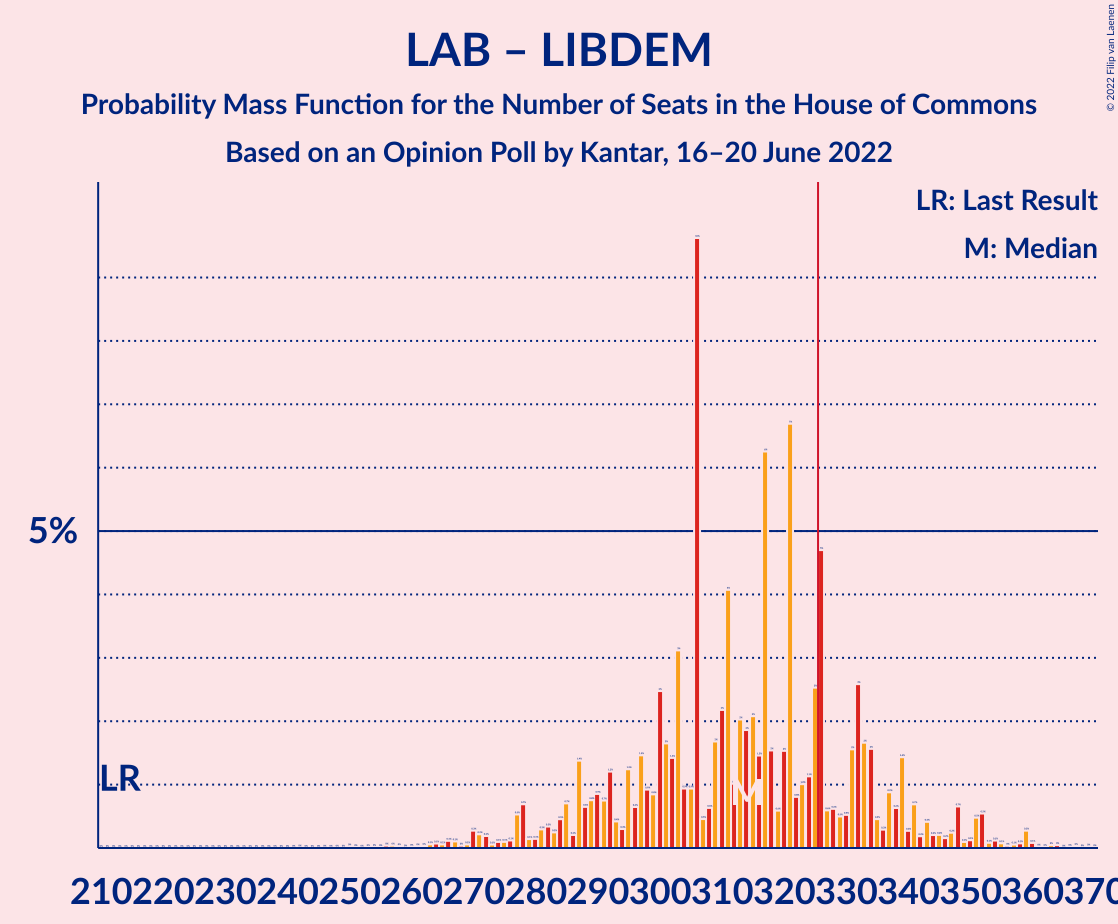 LAB – LIBDEM
Probability Mass Function for the Number of Seats in the House of Commons
Based on an Opinion Poll by Kantar, 16–20 June 2022
© 2022 Filip van Laenen
LR: Last Result
M: Median
5%
LR
M
210220230240250260270280290300310320330340350360370